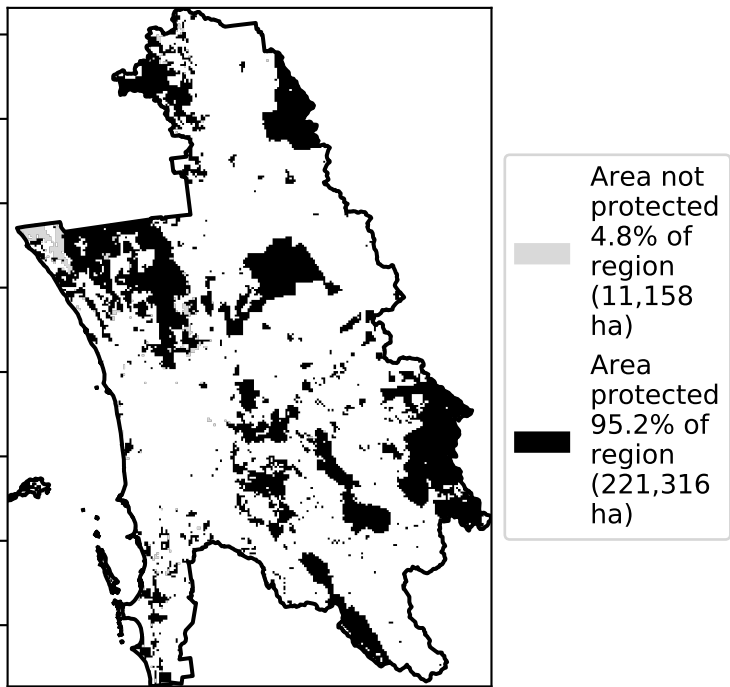 Area not
protected
4.8% of
region
(11,158
ha)
Area
protected
95.2% of
region
(221,316
ha)